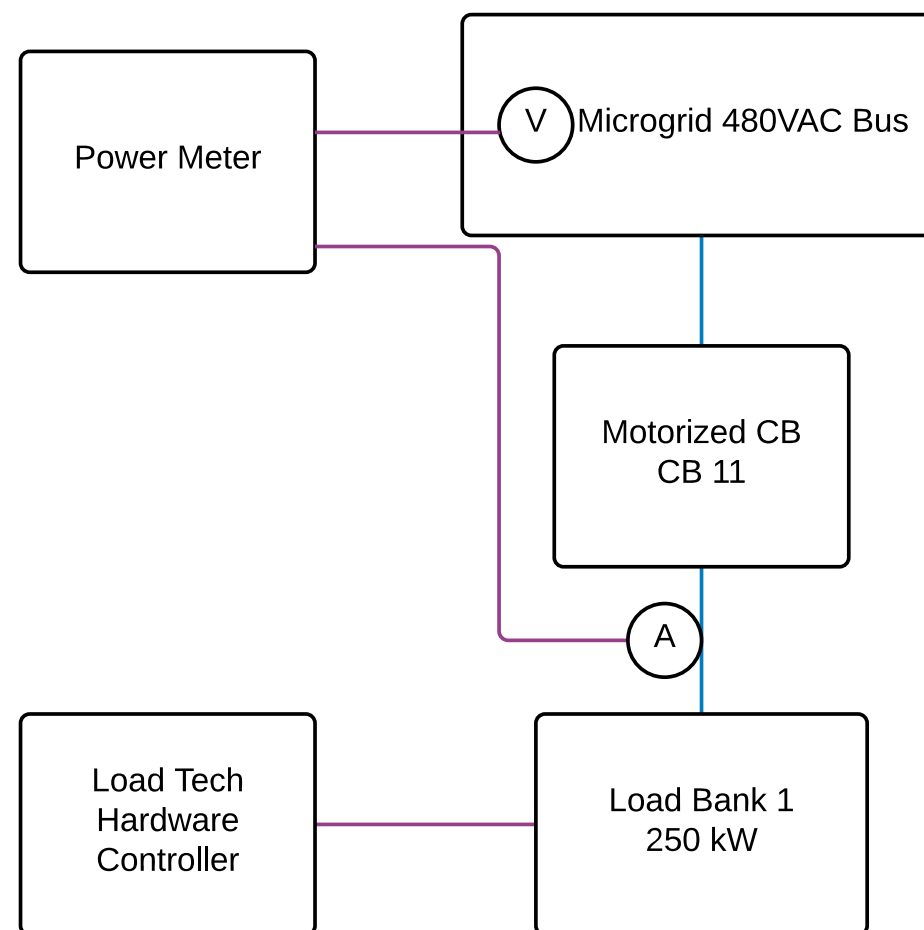 V
Microgrid 480VAC Bus
Power Meter
Motorized CB
CB 11
A
Load Tech
Hardware
Controller
Load Bank 1
250 kW